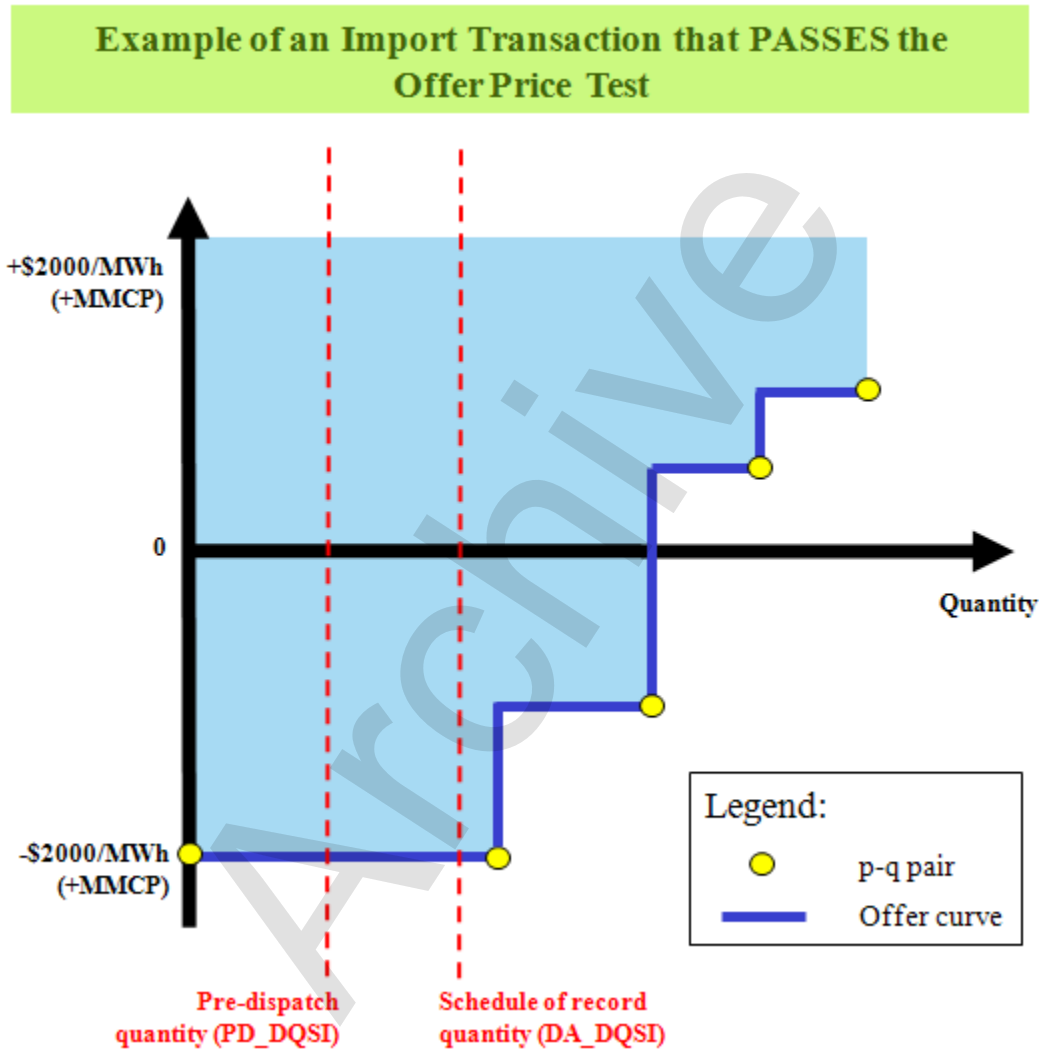 Example of an Import Transaction that PASSES the
Offer Price Test
+$2000/MWh
(+MMCP)
0
Quantity
-$2000/MWh
(+MMCP)
Legend:
p-q pair
Offer curve
Pre-dispatch
quantity (PD_DQSI)
Schedule of record
quantity (DA_DQSI)
Archive